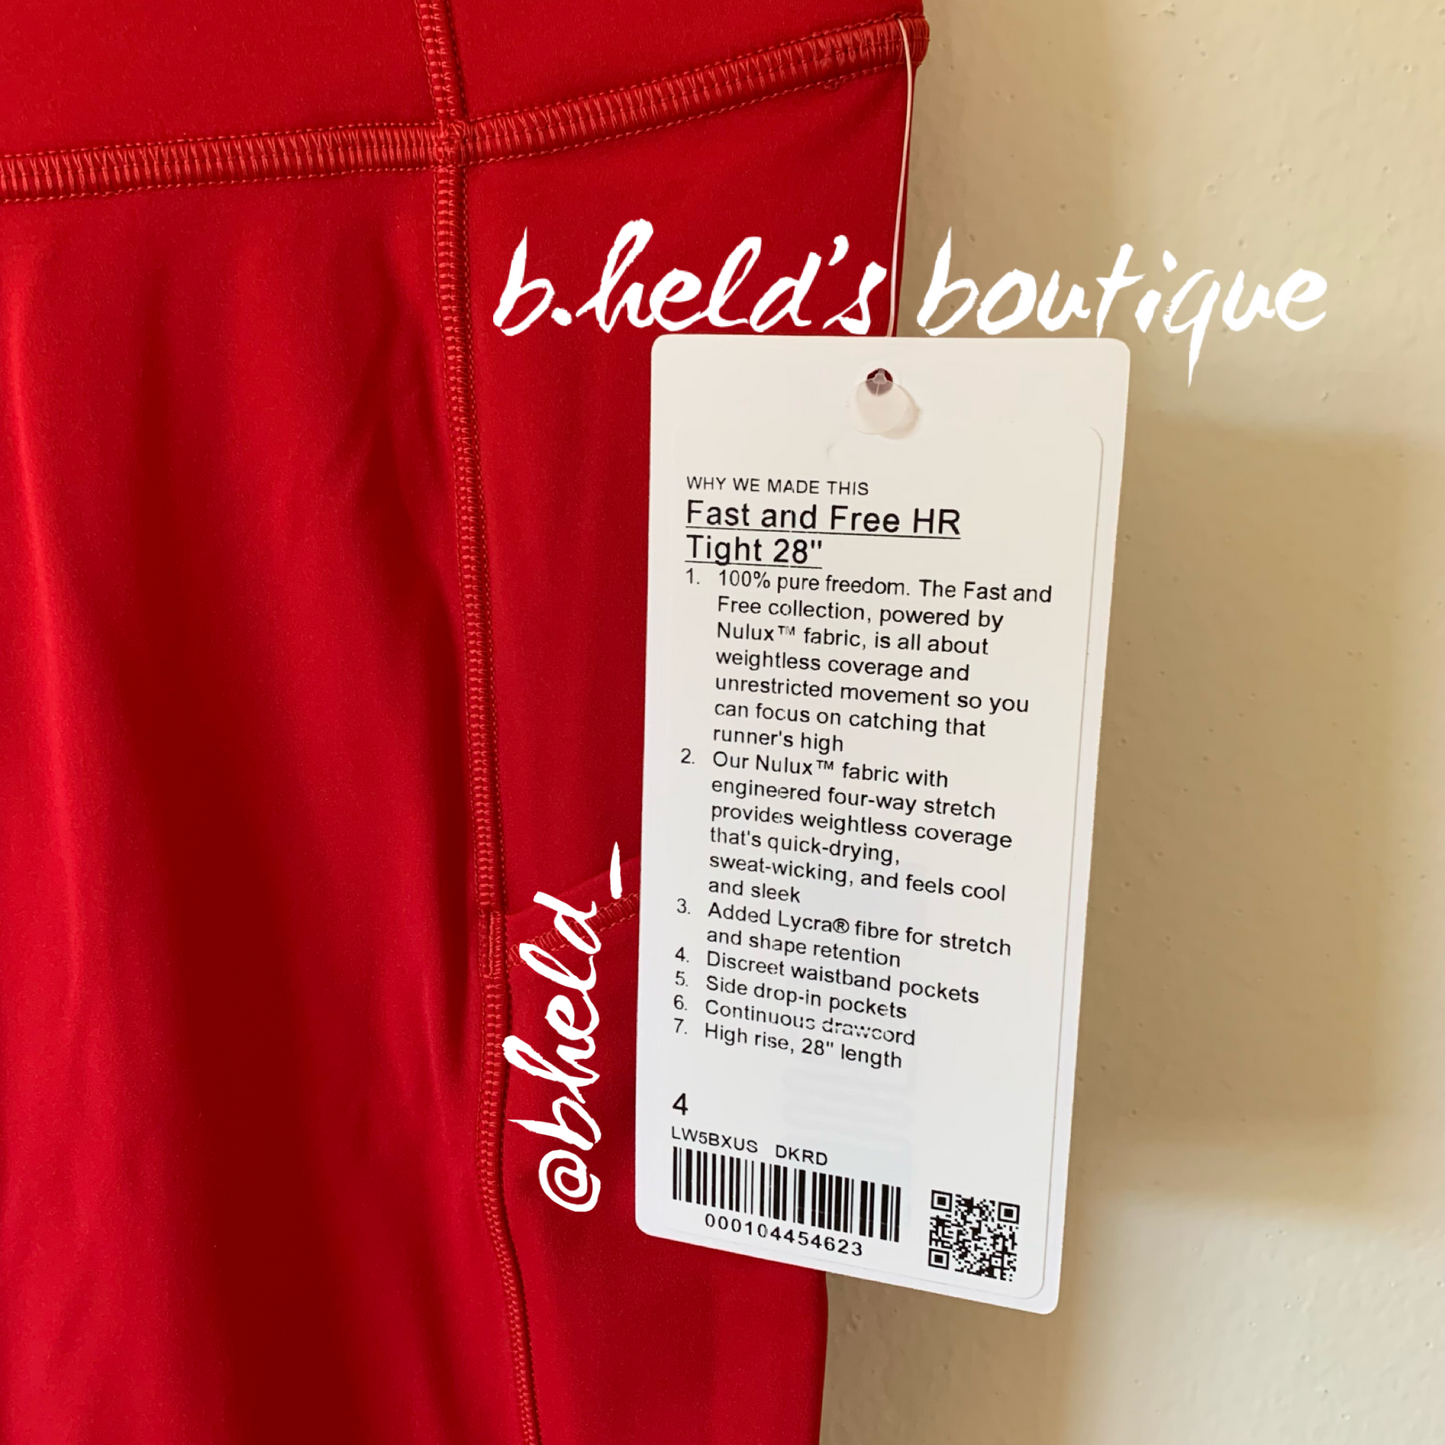 b.held's boutique
WHY WE MADE THIS
Fast and Free HR
Tight 28"
1. 100% pure freedom. The Fast and
Free collection, powered by
Nulux™ fabric, is all about
weightless coverage and
unrestricted movement so you
can focus on catching that
runner's high
2. Our Nulux™ fabric with
engineered four-way stretch
provides weightless coverage
that's quick-drying,
sweat-wicking, and feels cool
and sleek
3. Added Lycra® fibre for stretch
and shape retention
4. Discreet waistband pockets
5. Side drop-in pockets
6. Continuous drawcord
7. High rise, 28" length
4
LW5BXUS DKRD
000104454623
@bheld_